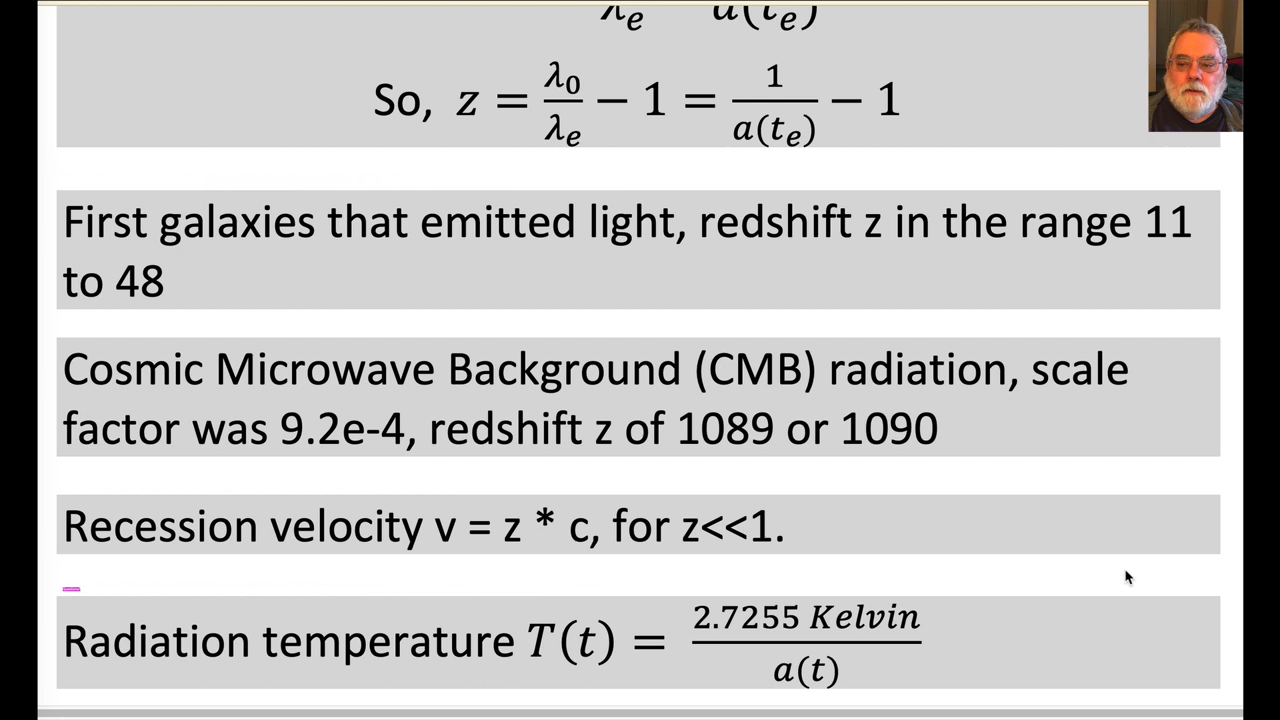 λₑ a(tₑ)
So, z = λ₀/λₑ − 1 = 1/a(tₑ) − 1
First galaxies that emitted light, redshift z in the range 11
to 48
Cosmic Microwave Background (CMB) radiation, scale
factor was 9.2e-4, redshift z of 1089 or 1090
Recession velocity v = z * c, for z<<1.
Radiation temperature T(t) = 2.7255 Kelvin/a(t)